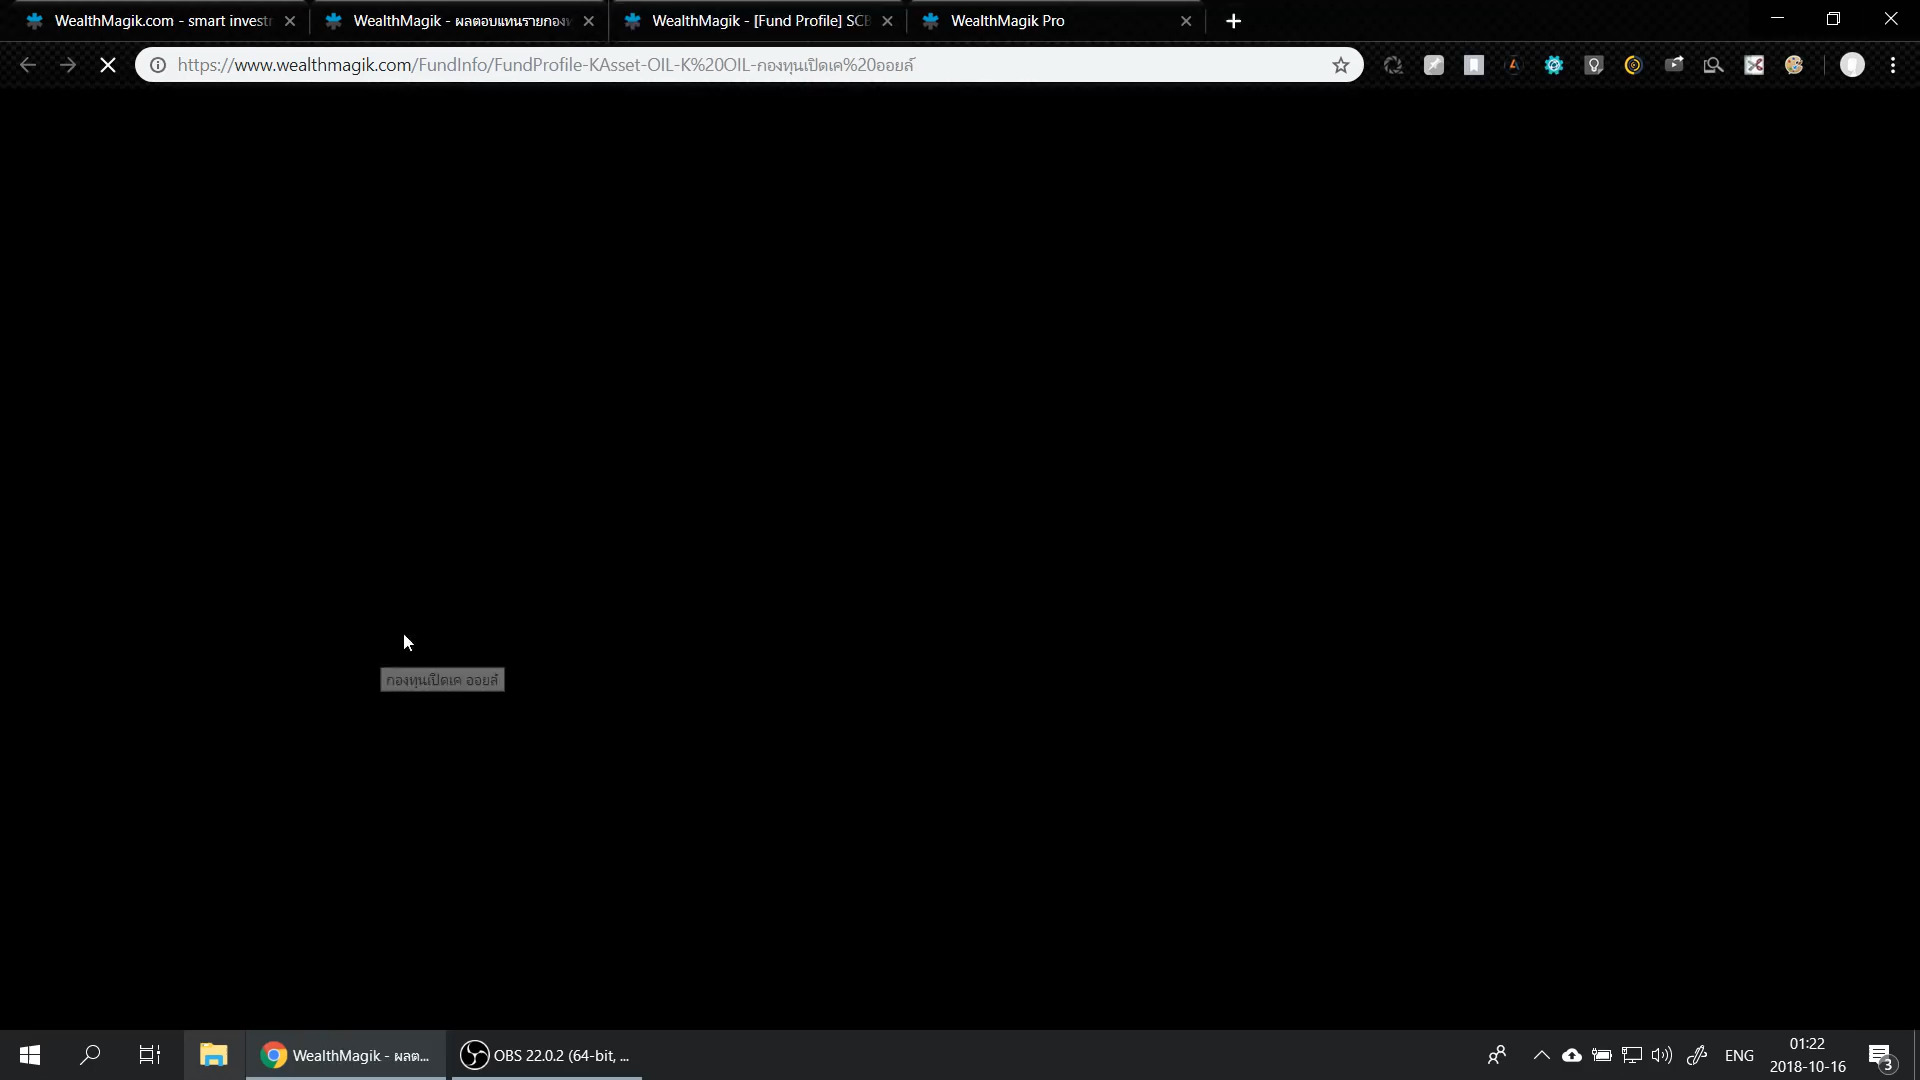 WealthMagik.com - smart invest
WealthMagik - ผลตอบแทนรายกอง
WealthMagik - [Fund Profile] SCB
WealthMagik Pro
https://www.wealthmagik.com/FundInfo/FundProfile-KAsset-OIL-K%20OIL-กองทุนเปิดเค%20ออยล์
กองทุนเปิดเค ออยล์
WealthMagik - ผลต...
OBS 22.0.2 (64-bit, ...
ENG
01:22
2018-10-16
3